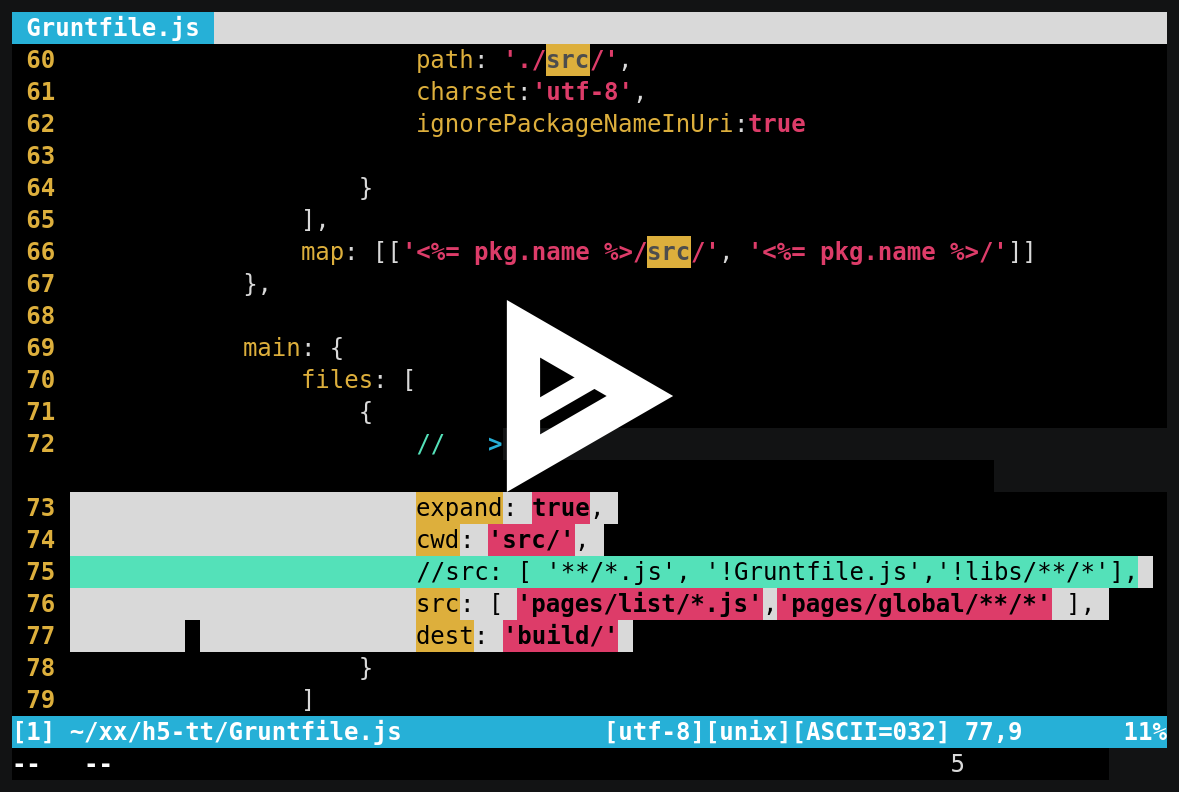 Gruntfile.js
60 path: './src/',
61 charset:'utf-8',
62 ignorePackageNameInUri:true
63
64 }
65 ],
66 map: [['<%= pkg.name %>/src/', '<%= pkg.name %>/']]
67 },
68
69 main: {
70 files: [
71 {
72 // >
73 expand: true,
74 cwd: 'src/',
75 //src: [ '**/*.js', '!Gruntfile.js','!libs/**/*'],
76 src: [ 'pages/list/*.js','pages/global/**/*' ],
77 dest: 'build/'
78 }
79 ]
[1] ~/xx/h5-tt/Gruntfile.js [utf-8][unix][ASCII=032] 77,9 11%
-- -- 5